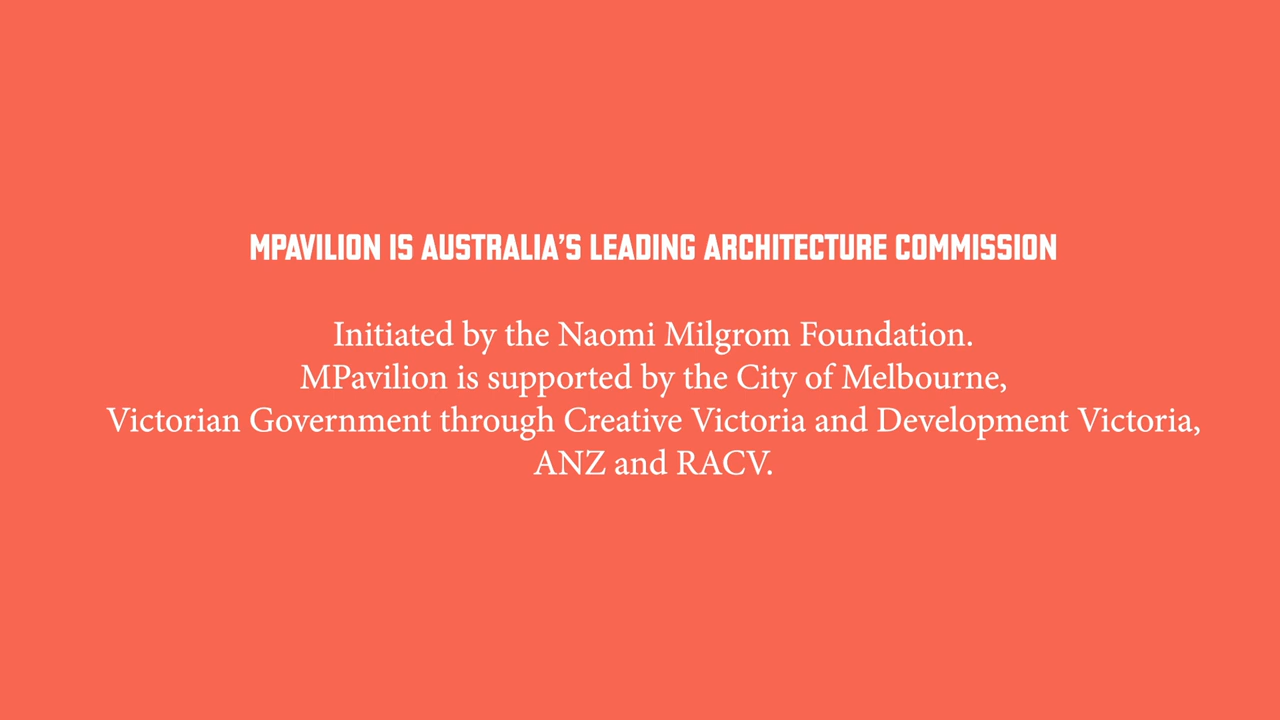 MPAVILION IS AUSTRALIA’S LEADING ARCHITECTURE COMMISSION
Initiated by the Naomi Milgrom Foundation.
MPavilion is supported by the City of Melbourne,
Victorian Government through Creative Victoria and Development Victoria,
ANZ and RACV.